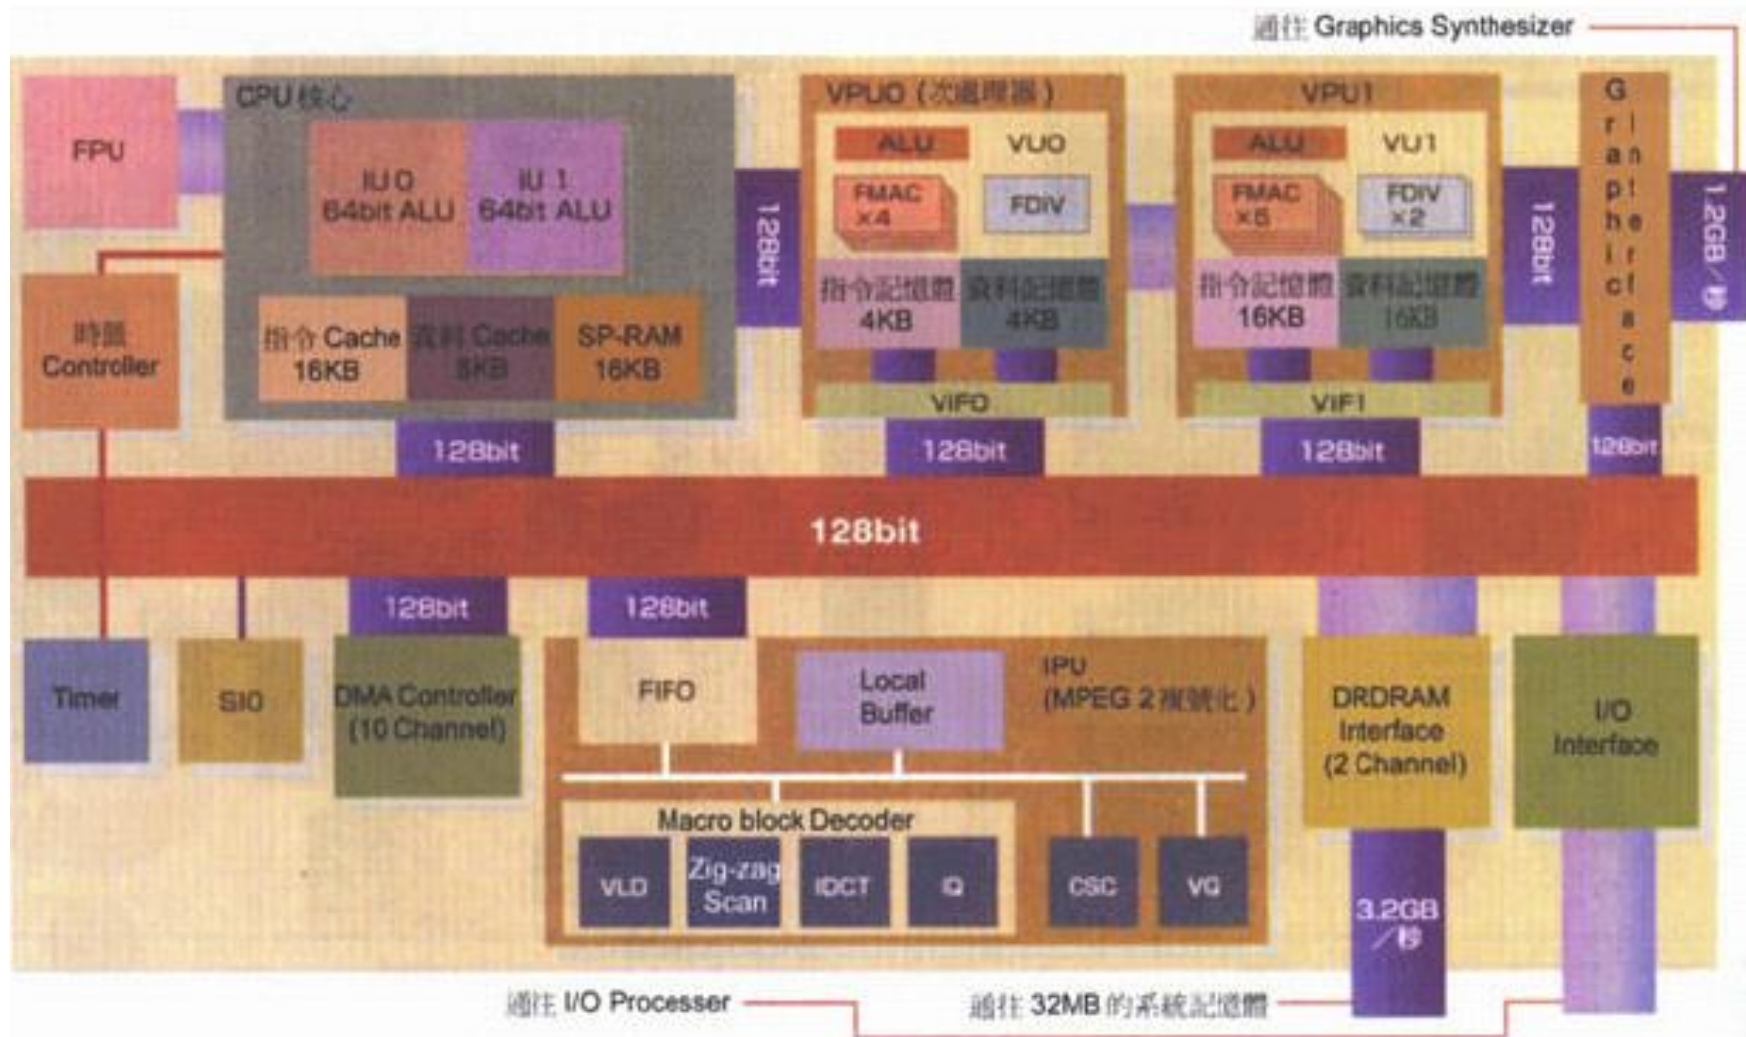 通往 Graphics Synthesizer
FPU
CPU 核心
IU 0
64bit ALU
IU 1
64bit ALU
指令 Cache
16KB
資料 Cache
8KB
SP-RAM
16KB
時脈
Controller
128bit
VPU0 (次處理器)
ALU
VU0
FMAC
×4
FDIV
指令記憶體
4KB
資料記憶體
4KB
VIF0
VPU1
ALU
VU1
FMAC
×5
FDIV
×2
指令記憶體
16KB
資料記憶體
16KB
VIF1
128bit
Graphic
Interface
1.2GB/秒
128bit
128bit
128bit
128bit
128bit
128bit
128bit
Timer
SIO
DMA Controller
(10 Channel)
FIFO
Local
Buffer
IPU
(MPEG 2 複號化)
Macro block Decoder
VLD
Zig-zag
Scan
IDCT
IQ
CSC
VQ
DRDRAM
Interface
(2 Channel)
I/O
Interface
3.2GB
/秒
通往 I/O Processer
通往 32MB 的系統記憶體